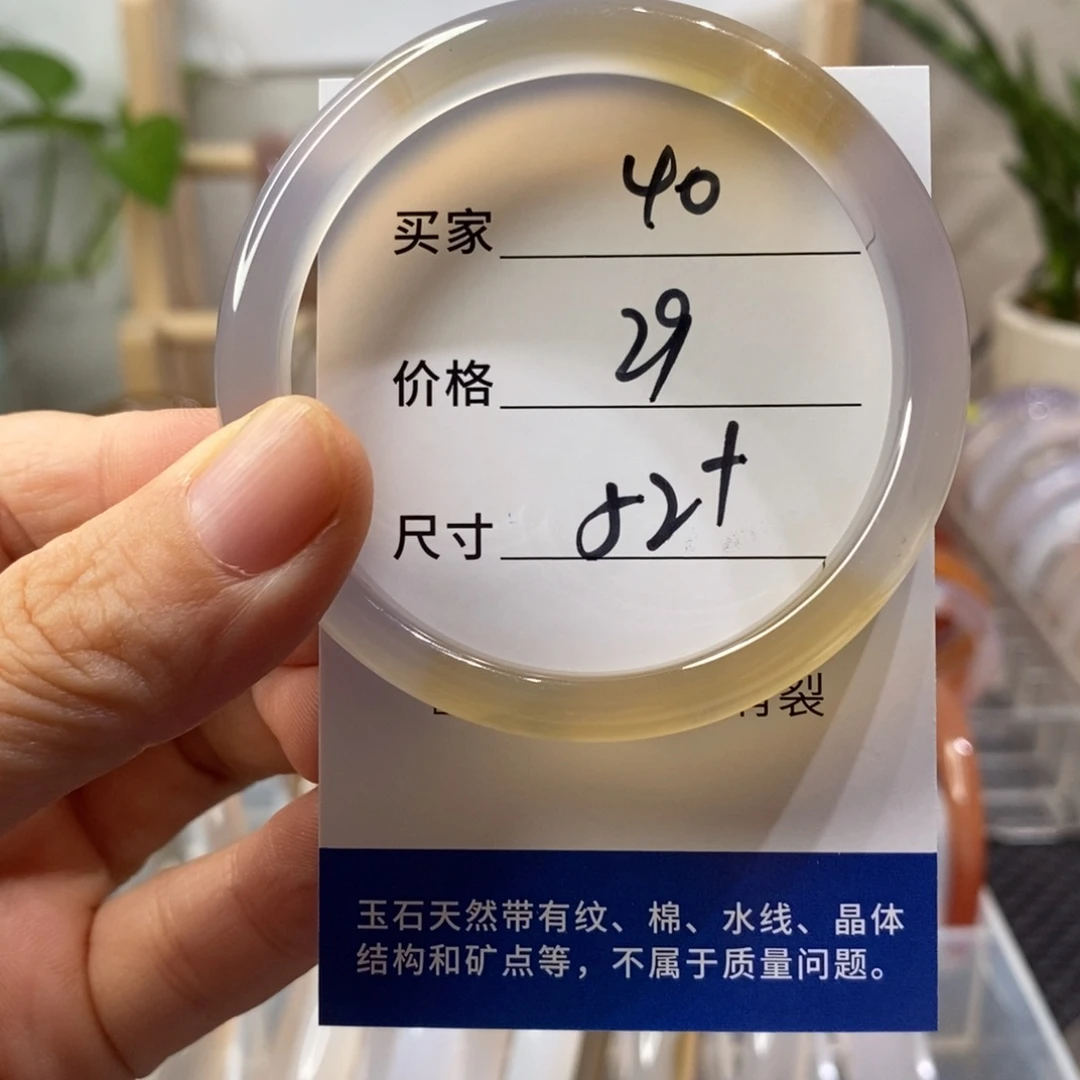 买家 40
价格 29
尺寸 52+
裂
玉石天然带有纹、棉、水线、晶体
结构和矿点等，不属于质量问题。